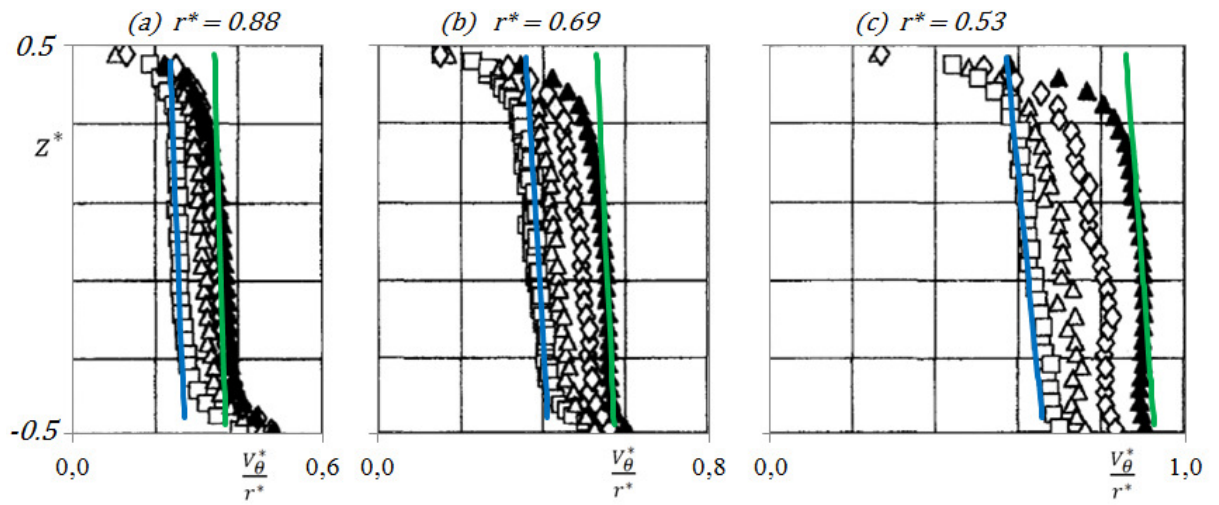 (a) r* = 0.88
(b) r* = 0.69
(c) r* = 0.53
0.5
z*
-0.5
0,0
V*θ/r*
0,6
0,0
V*θ/r*
0,8
0,0
V*θ/r*
1,0